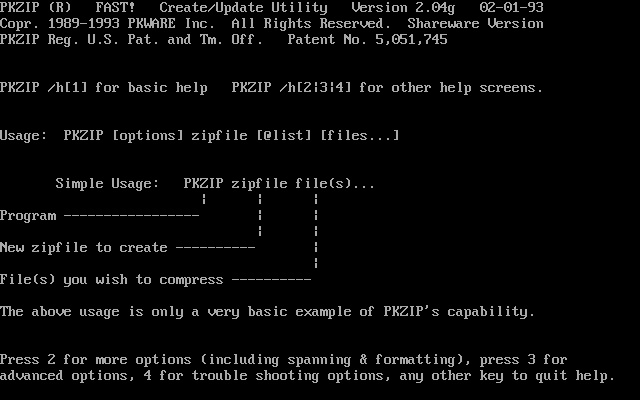 PKZIP (R)   FAST!   Create/Update Utility   Version 2.04g   02-01-93
Copr. 1989-1993 PKWARE Inc.  All Rights Reserved.  Shareware Version
PKZIP Reg. U.S. Pat. and Tm. Off.   Patent No. 5,051,745
PKZIP /h[1] for basic help   PKZIP /h[2¦3¦4] for other help screens.
Usage:  PKZIP [options] zipfile [@list] [files...]
Simple Usage:   PKZIP zipfile file(s)...
Program -----------------
New zipfile to create ----------
File(s) you wish to compress ----------
The above usage is only a very basic example of PKZIP's capability.
Press 2 for more options (including spanning & formatting), press 3 for
advanced options, 4 for trouble shooting options, any other key to quit help.